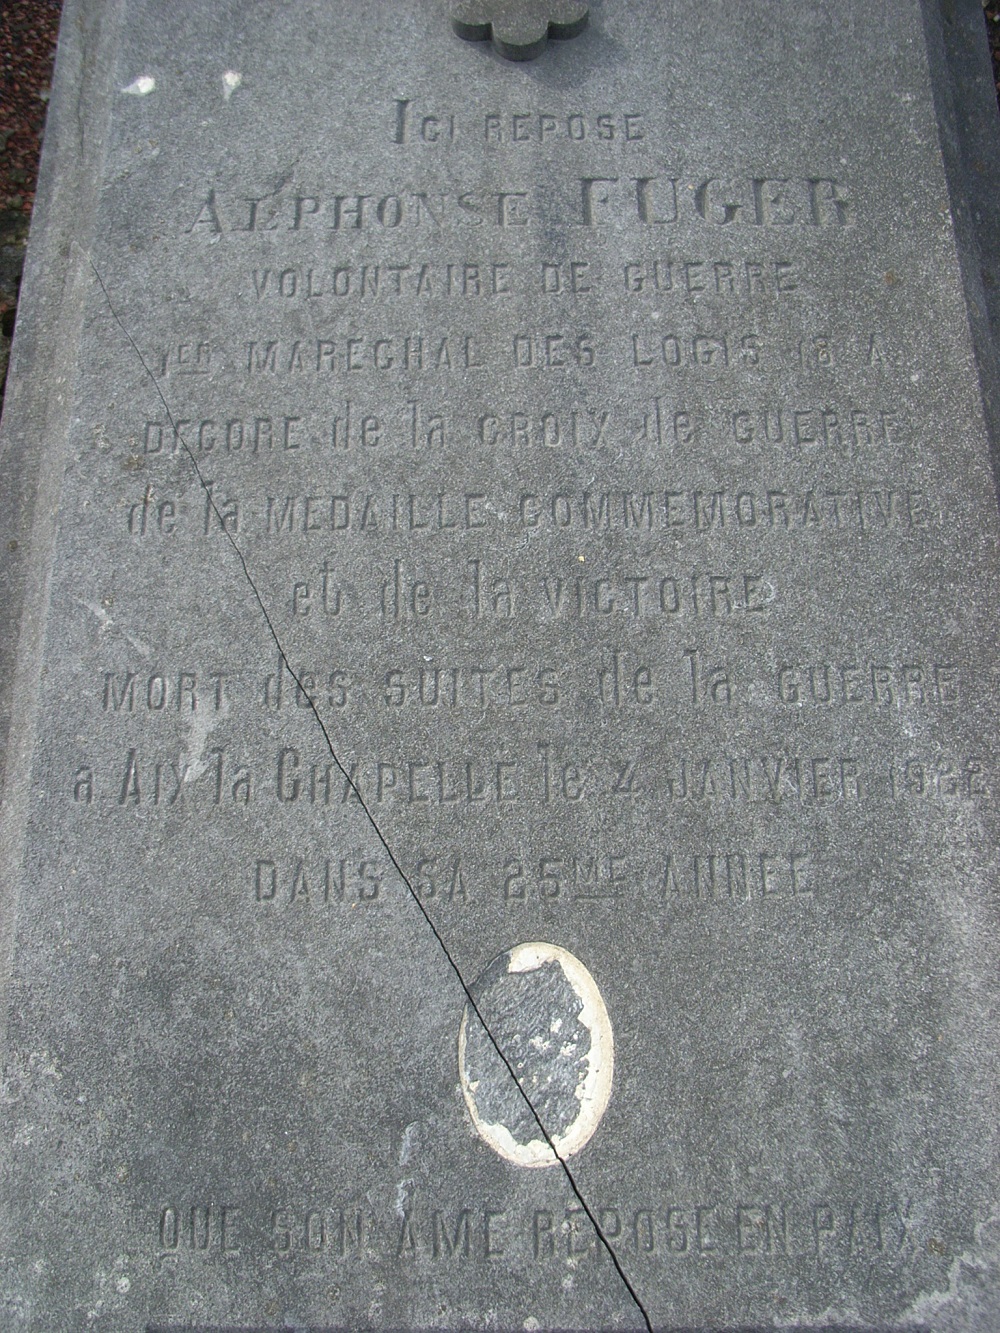 ICI REPOSE
ALPHONSE FUGER
VOLONTAIRE DE GUERRE
1ER MARECHAL DES LOGIS 18 A
DECORE de la CROIX de GUERRE
de la MEDAILLE COMMEMORATIVE
et de la VICTOIRE
MORT des SUITES de la GUERRE
a AIX la CHAPELLE le 4 JANVIER 1922
DANS SA 25ME ANNEE
QUE SON AME REPOSE EN PAIX